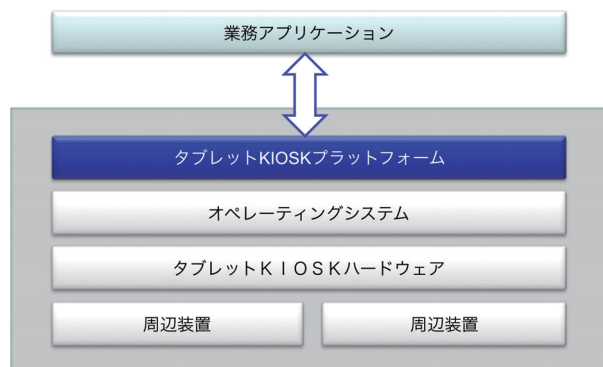 業務アプリケーション
タブレットKIOSKプラットフォーム
オペレーティングシステム
タブレットＫＩＯＳＫハードウェア
周辺装置
周辺装置